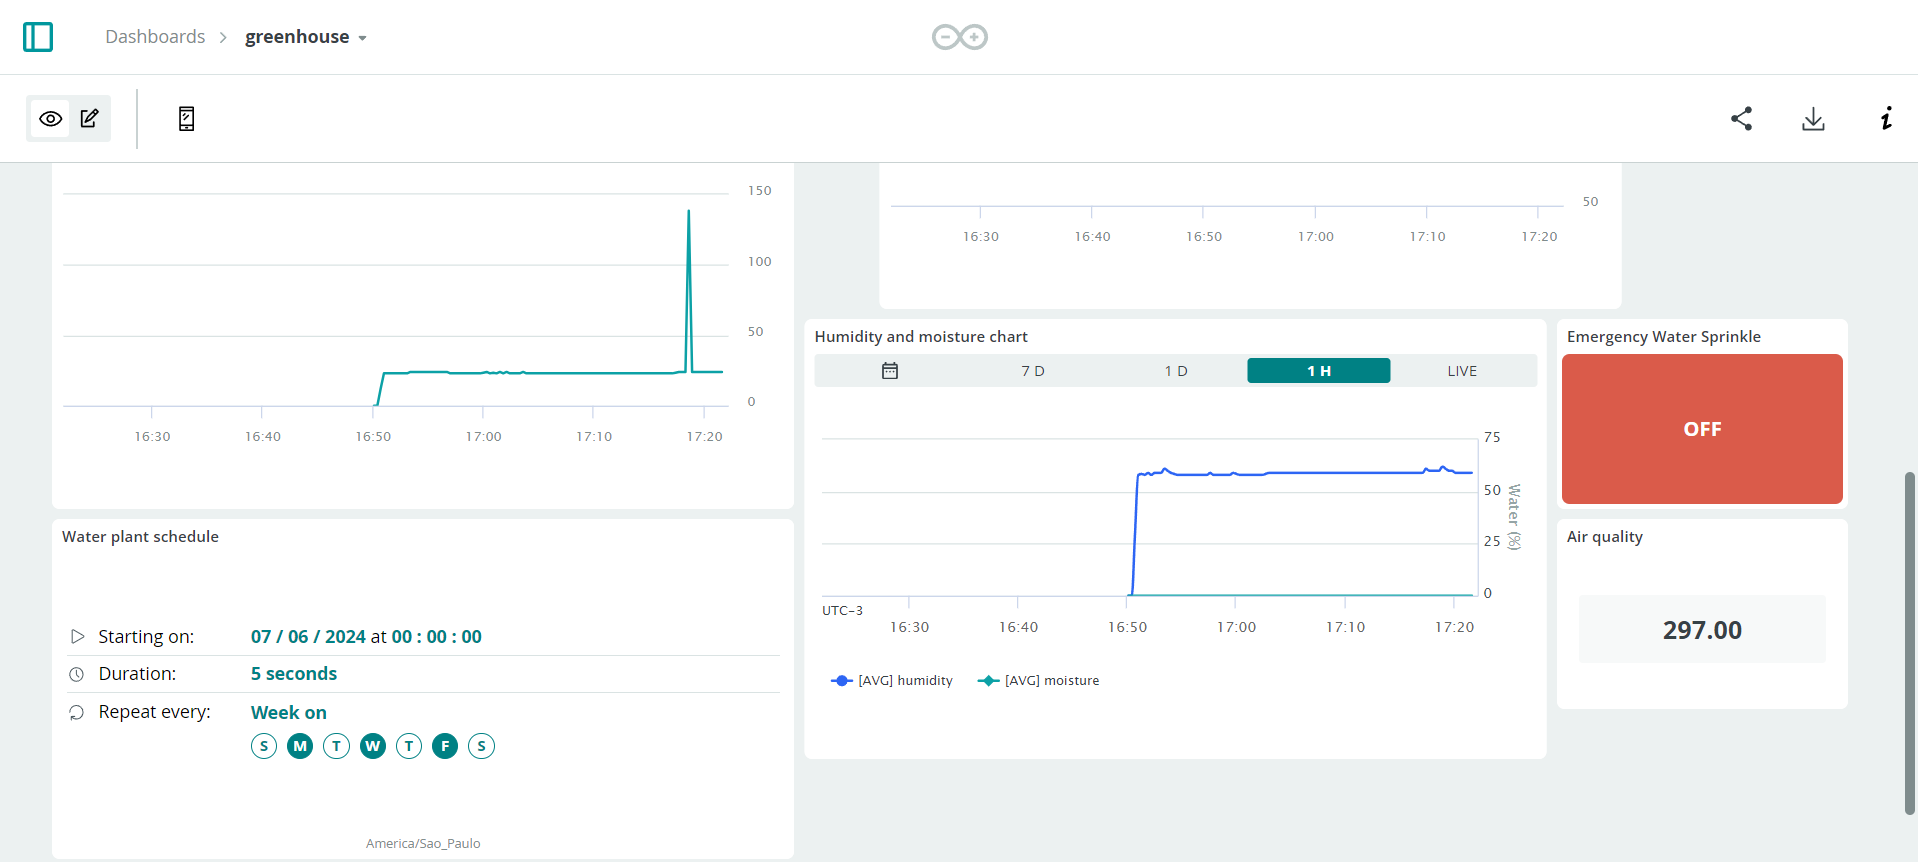 Dashboards > greenhouse
150
100
50
0
16:30 16:40 16:50 17:00 17:10 17:20
50
16:30 16:40 16:50 17:00 17:10 17:20
Humidity and moisture chart
7 D 1 D 1 H LIVE
75
50
25
0
Water (%)
UTC-3
16:30 16:40 16:50 17:00 17:10 17:20
[AVG] humidity [AVG] moisture
Emergency Water Sprinkle
OFF
Water plant schedule
Starting on: 07 / 06 / 2024 at 00 : 00 : 00
Duration: 5 seconds
Repeat every: Week on
S M T W T F S
America/Sao_Paulo
Air quality
297.00